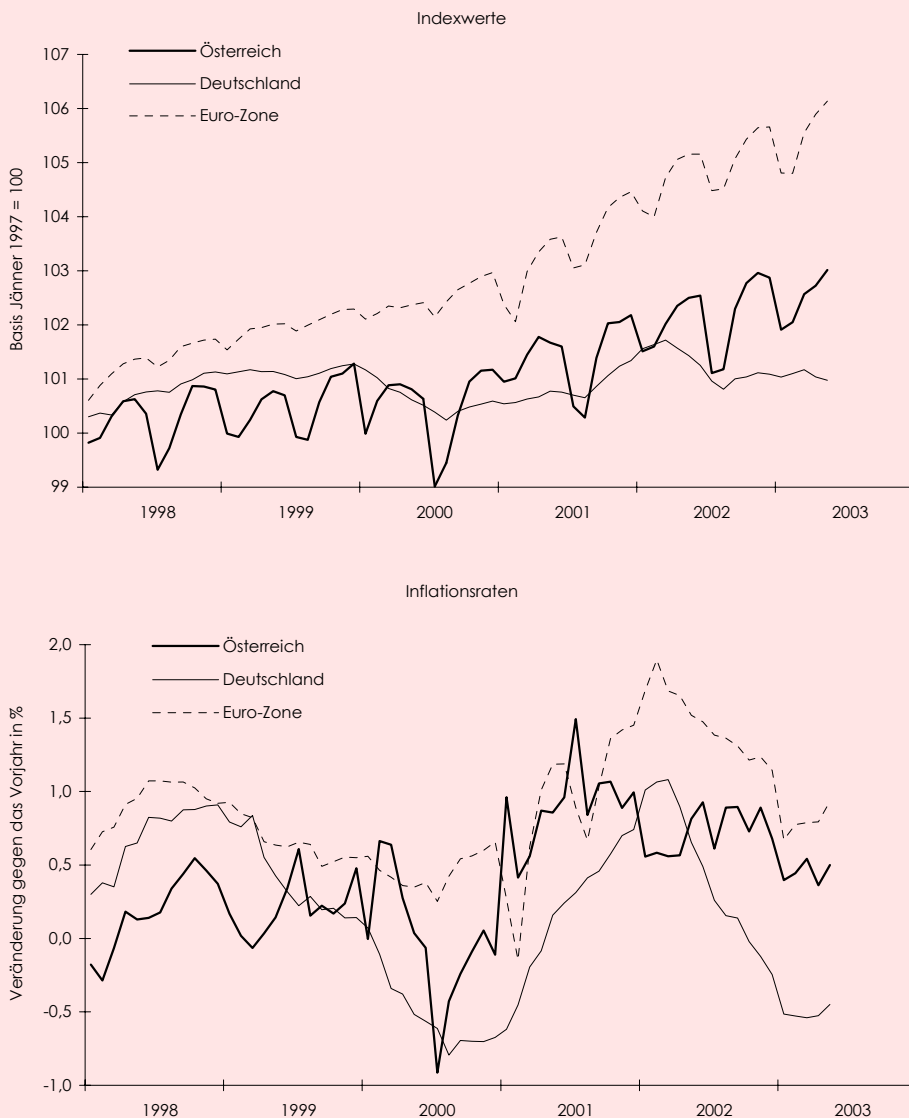 Indexwerte
Österreich
Deutschland
Euro-Zone
Basis Jänner 1997 = 100
107
106
105
104
103
102
101
100
99
1998 1999 2000 2001 2002 2003
Inflationsraten
Österreich
Deutschland
Euro-Zone
Veränderung gegen das Vorjahr in %
2,0
1,5
1,0
0,5
0,0
-0,5
-1,0
1998 1999 2000 2001 2002 2003